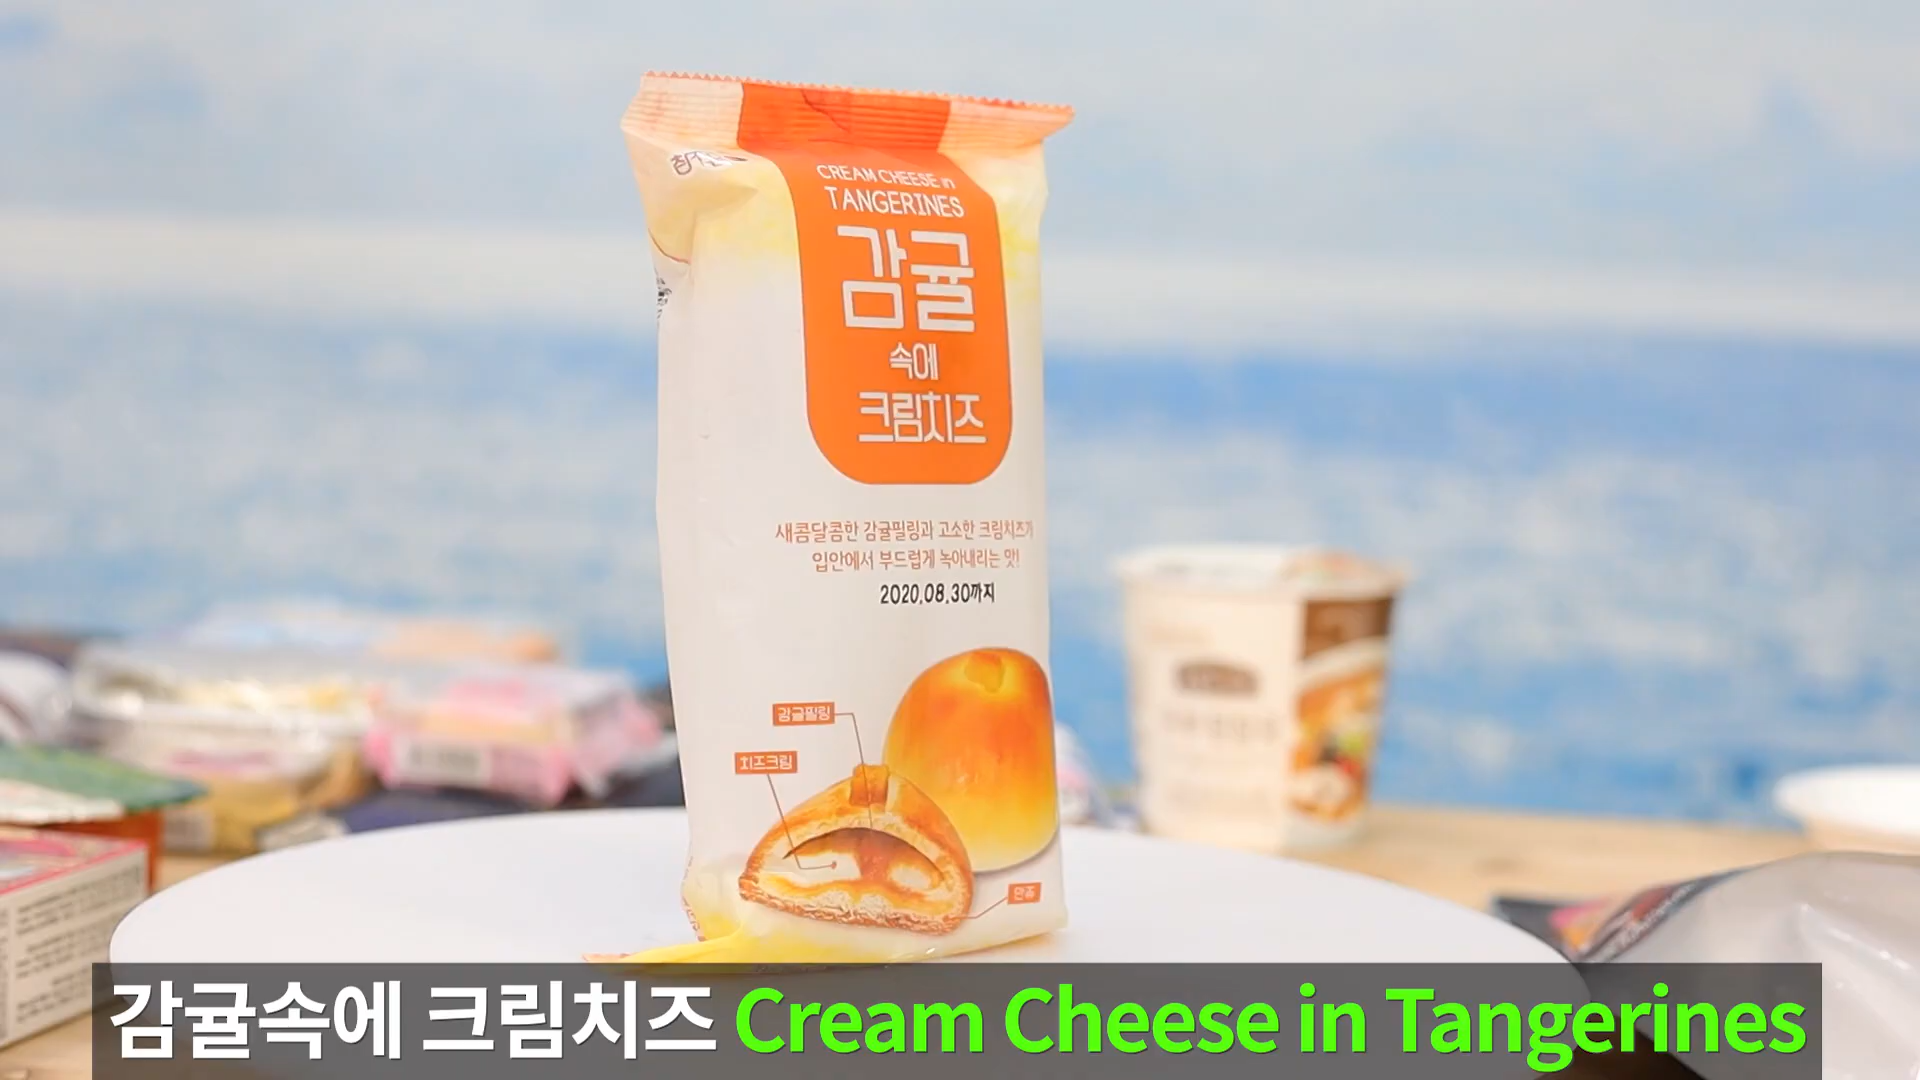 CREAM CHEESE in
TANGERINES
감귤
속에
크림치즈
새콤달콤한 감귤필링과 고소한 크림치즈가
입안에서 부드럽게 녹아내리는 맛!
2020.08.30까지
감귤필링
치즈크림
만쥬
감귤속에 크림치즈 Cream Cheese in Tangerines